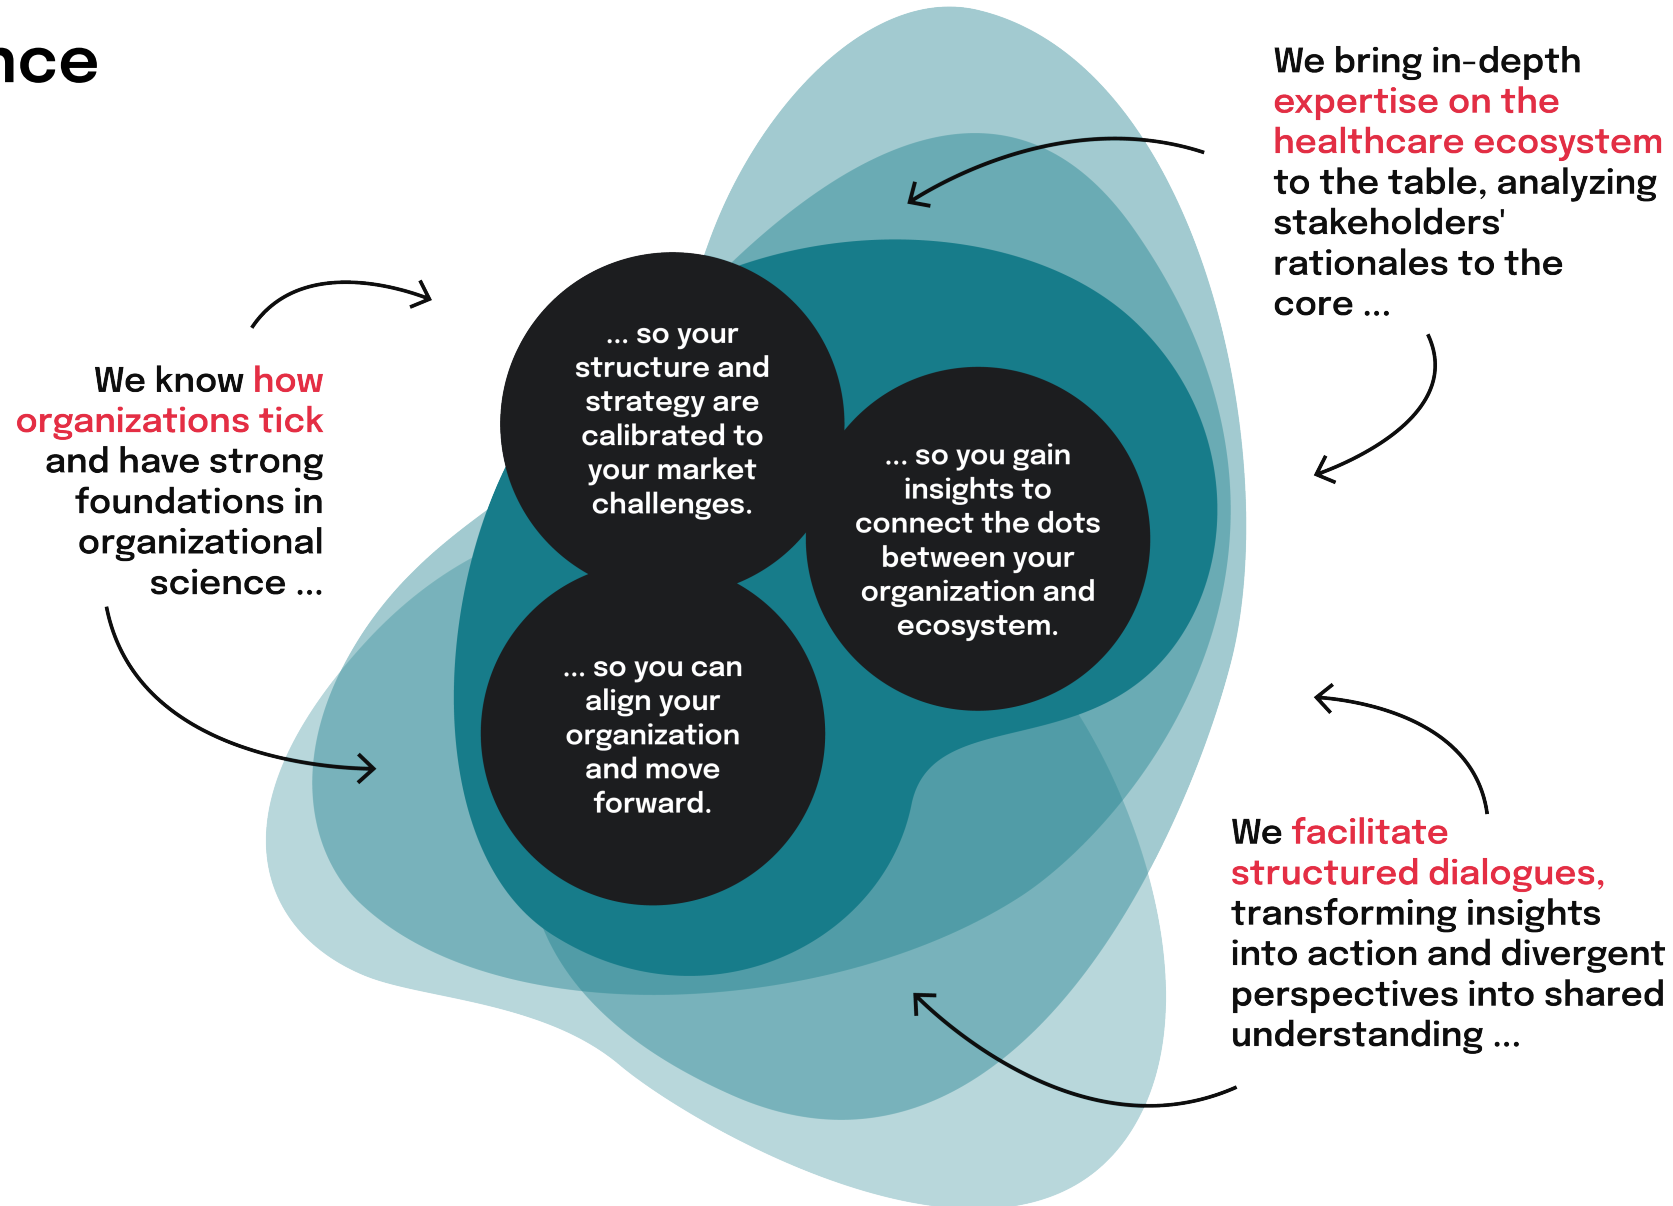 nce
We bring in-depth
expertise on the
healthcare ecosystem
to the table, analyzing
stakeholders'
rationales to the
core ...
We know how
organizations tick
and have strong
foundations in
organizational
science ...
... so your
structure and
strategy are
calibrated to
your market
challenges.
... so you gain
insights to
connect the dots
between your
organization and
ecosystem.
... so you can
align your
organization
and move
forward.
We facilitate
structured dialogues,
transforming insights
into action and divergent
perspectives into shared
understanding ...